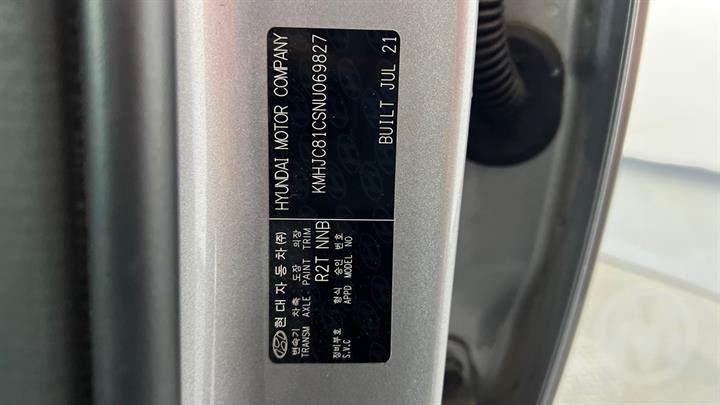 현대자동차(주) HYUNDAI MOTOR COMPANY
변속기 차축 도장 의장
TRANSM AXLE PAINT TRIM KMHJC81CSNU069827
R2T NNB
형식 승인 번호
APPD MODEL NO
정비부호 BUILT JUL 21
S.V.C